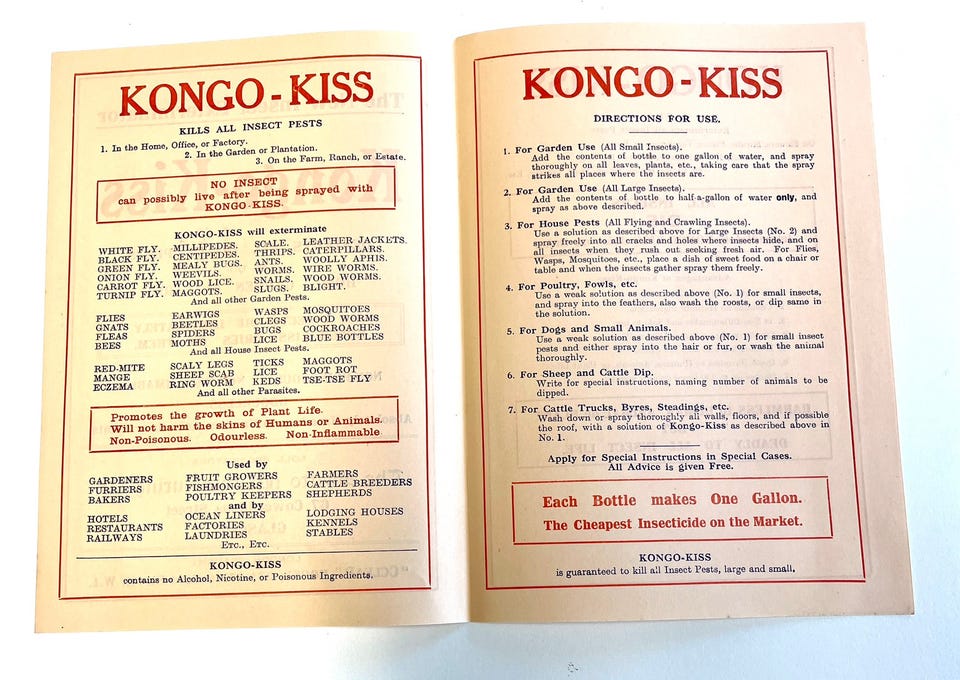 KONGO-KISS
KILLS ALL INSECT PESTS
1. In the Home, Office, or Factory.
2. In the Garden or Plantation.
3. On the Farm, Ranch, or Estate.
NO INSECT
can possibly live after being sprayed with
KONGO-KISS.
KONGO-KISS will exterminate
WHITE FLY. MILLIPEDES. SCALE. LEATHER JACKETS.
BLACK FLY. CENTIPEDES. THRIPS. CATERPILLARS.
GREEN FLY. MEALY BUGS. ANTS. WOOLLY APHIS.
ONION FLY. WEEVILS. WORMS. WIRE WORMS.
CARROT FLY. WOOD LICE. SNAILS. WOOD WORMS.
TURNIP FLY. MAGGOTS. SLUGS. BLIGHT.
And all other Garden Pests.
FLIES EARWIGS WASPS MOSQUITOES
GNATS BEETLES CLEGS WOOD WORMS
FLEAS SPIDERS BUGS COCKROACHES
BEES MOTHS LICE BLUE BOTTLES
And all House Insect Pests.
RED-MITE SCALY LEGS TICKS MAGGOTS
MANGE SHEEP SCAB LICE FOOT ROT
ECZEMA RING WORM KEDS TSE-TSE FLY
And all other Parasites.
Promotes the growth of Plant Life.
Will not harm the skins of Humans or Animals.
Non-Poisonous. Odourless. Non-Inflammable
Used by
GARDENERS FRUIT GROWERS FARMERS
FURRIERS FISHMONGERS CATTLE BREEDERS
BAKERS POULTRY KEEPERS SHEPHERDS
and by
HOTELS OCEAN LINERS LODGING HOUSES
RESTAURANTS FACTORIES KENNELS
RAILWAYS LAUNDRIES STABLES
ETC., ETC.
KONGO-KISS
contains no Alcohol, Nicotine, or Poisonous Ingredients.
KONGO-KISS
DIRECTIONS FOR USE.
1. For Garden Use (All Small Insects).
Add the contents of bottle to one gallon of water, and spray
thoroughly on all leaves, plants, etc., taking care that the spray
strikes all places where the insects are.
2. For Garden Use (All Large Insects).
Add the contents of bottle to half-a-gallon of water only, and
spray as above described.
3. For House Pests (All Flying and Crawling Insects).
Use a solution as described above for Large Insects (No. 2) and
spray freely into all cracks and holes where insects hide, and on
all insects when they rush out seeking fresh air. For Flies,
Wasps, Mosquitoes, etc., place a dish of sweet food on a chair or
table and when the insects gather spray them freely.
4. For Poultry, Fowls, etc.
Use a weak solution as described above (No. 1) for small insects,
and spray into the feathers, also wash the roosts, or dip same in
the solution.
5. For Dogs and Small Animals.
Use a weak solution as described above (No. 1) for small insect
pests and either spray into the hair or fur, or wash the animal
thoroughly.
6. For Sheep and Cattle Dip.
Write for special instructions, naming number of animals to be
dipped.
7. For Cattle Trucks, Byres, Steadings, etc.
Wash down or spray thoroughly all walls, floors, and if possible
the roof, with a solution of Kongo-Kiss as described above in
No. 1.
Apply for Special Instructions in Special Cases.
All Advice is given Free.
Each Bottle makes One Gallon.
The Cheapest Insecticide on the Market.
KONGO-KISS
is guaranteed to kill all Insect Pests, large and small.